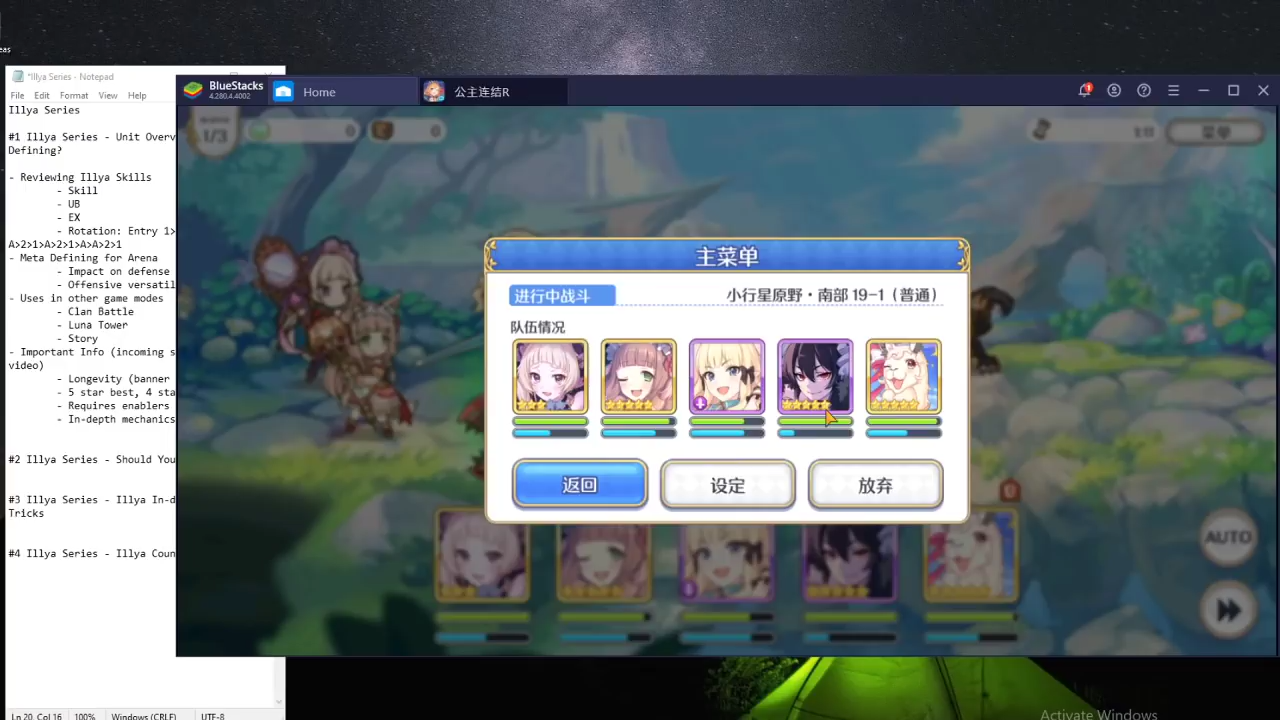 eas
*Illya Series - Notepad
File Edit Format View Help
Illya Series
#1 Illya Series - Unit Overv
Defining?
- Reviewing Illya Skills
- Skill
- UB
- EX
- Rotation: Entry 1>
A>2>1>A>2>1>A>A>2>1
- Meta Defining for Arena
- Impact on defense
- Offensive versatil
- Uses in other game modes
- Clan Battle
- Luna Tower
- Story
- Important Info (incoming s
video)
- Longevity (banner
- 5 star best, 4 sta
- Requires enablers
- In-depth mechanics
#2 Illya Series - Should You
#3 Illya Series - Illya In-d
Tricks
#4 Illya Series - Illya Coun
Ln 20, Col 16 100% Windows (CRLF) UTF-8
BlueStacks
4.280.4.4002
Home
公主连结R
1/3
0
0
菜单
主菜单
进行中战斗
小行星原野·南部 19-1（普通）
队伍情况
返回
设定
放弃
AUTO
Activate Windows